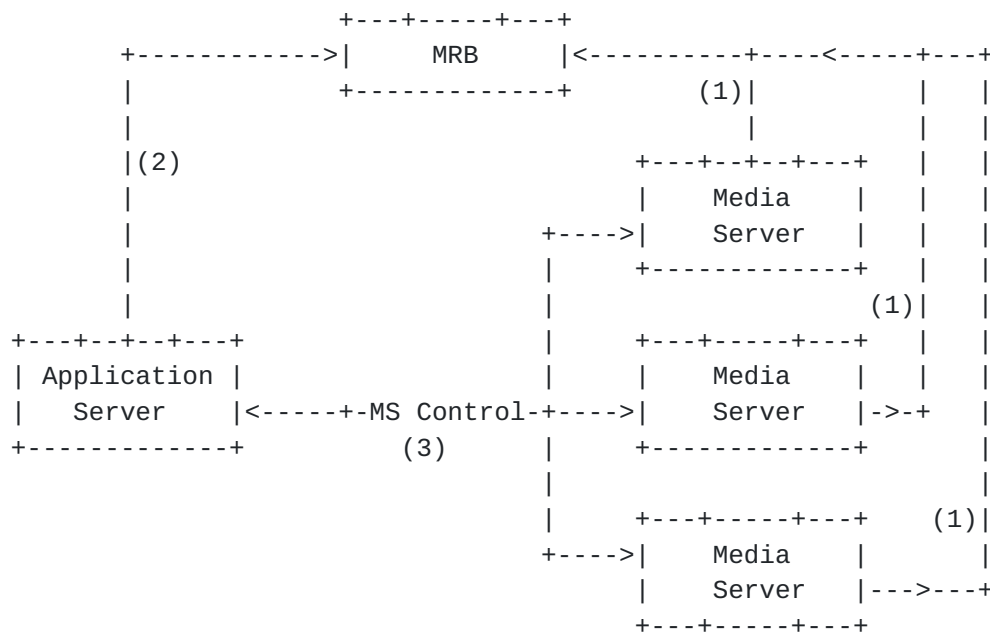 MRB
(1)
(2)
Media
Server
(1)
Application
Server
MS Control
(3)
Media
Server
(1)
Media
Server